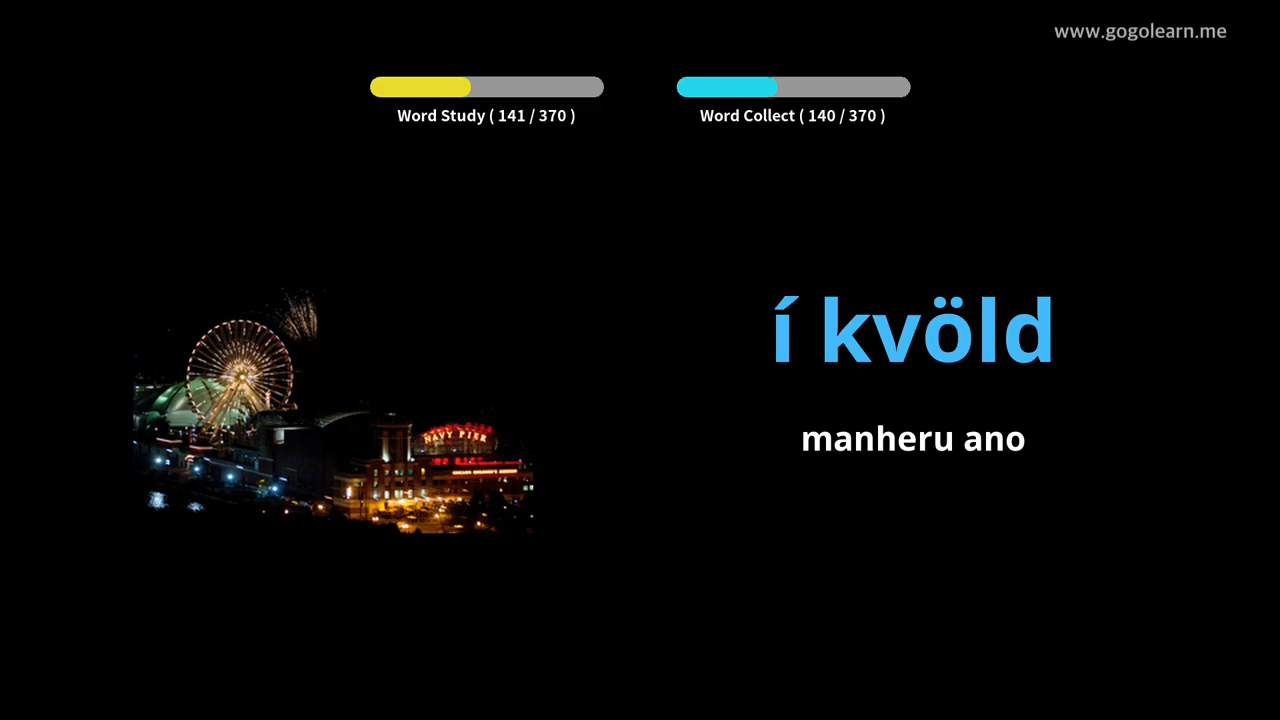 www.gogolearn.me
Word Study ( 141 / 370 )
Word Collect ( 140 / 370 )
í kvöld
manheru ano
NAVY PIER